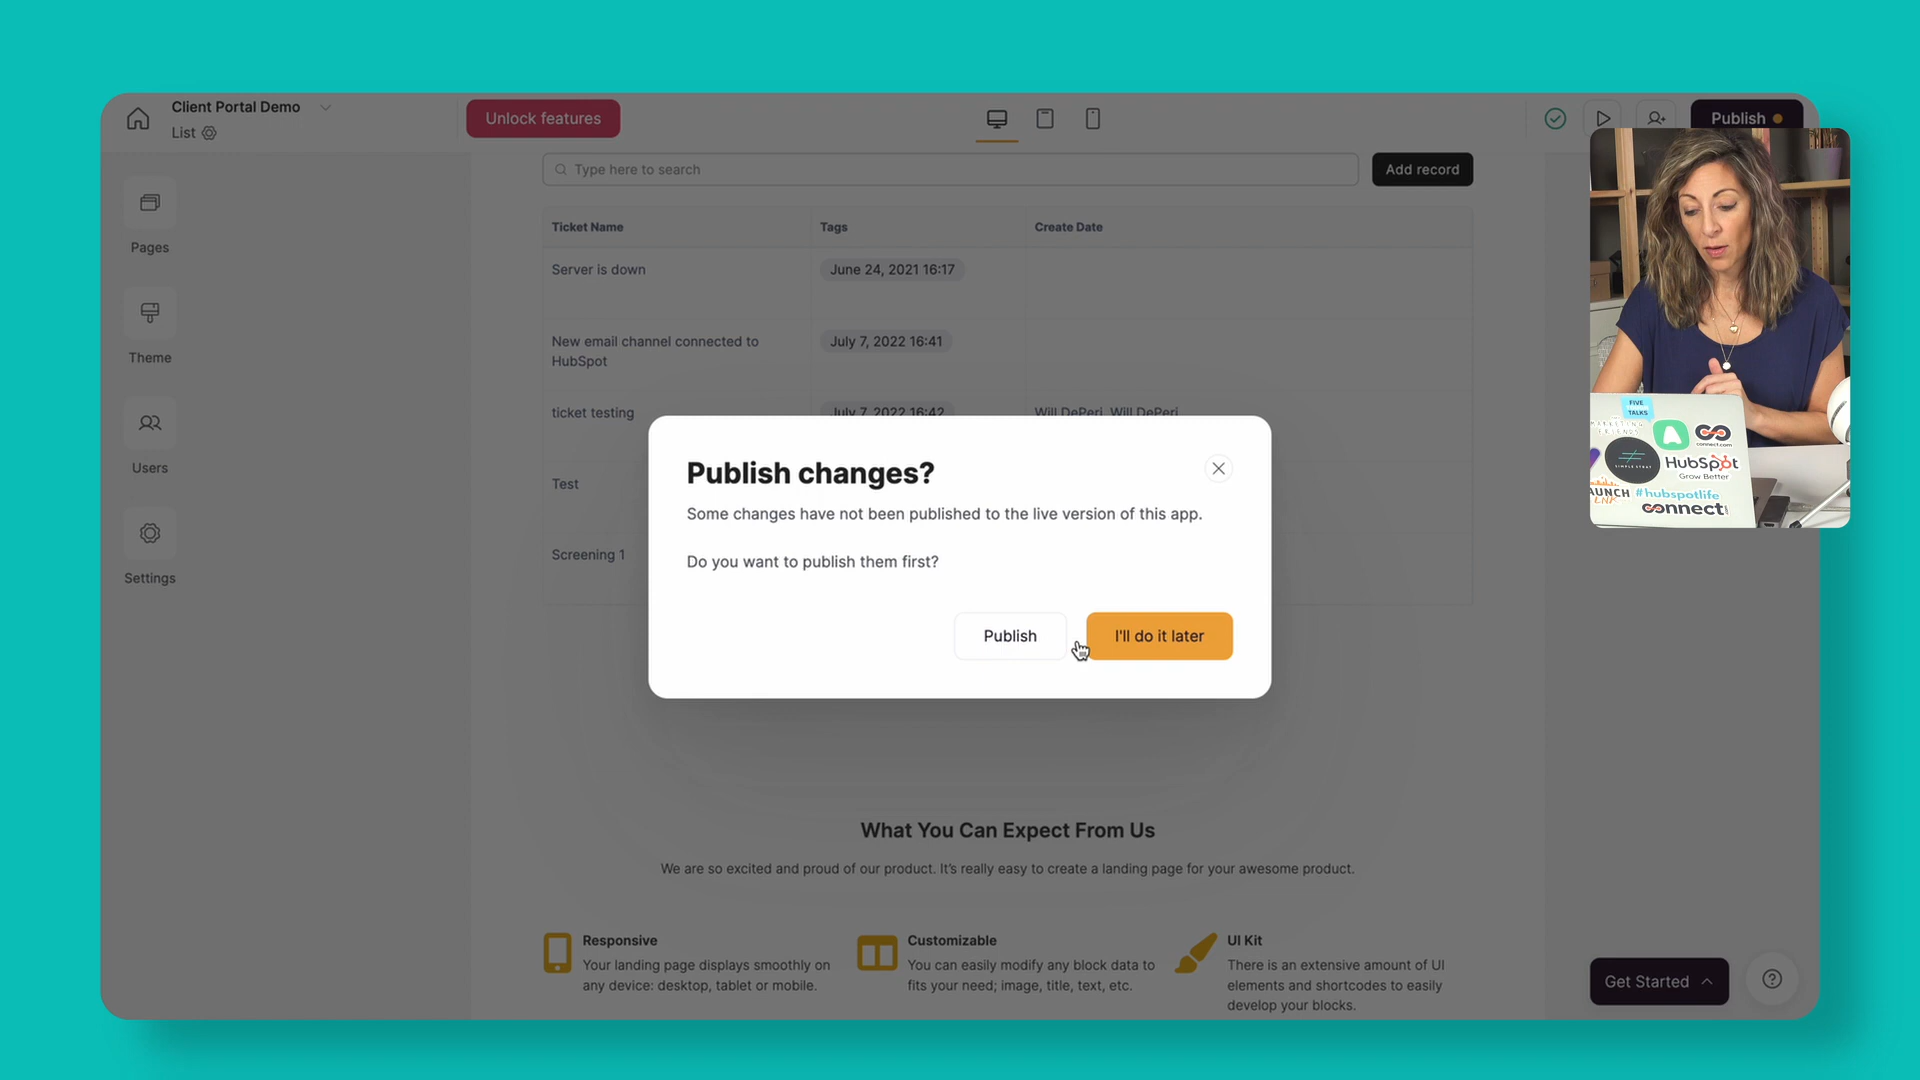 Client Portal Demo
List
Unlock features
Publish
Type here to search
Add record
Pages
Theme
Users
Settings
Ticket Name Tags Create Date
Server is down June 24, 2021 16:17
New email channel connected to July 7, 2022 16:41
HubSpot
ticket testing July 7, 2022 16:42 Will DePeri, Will DePeri
Test
Screening 1
Publish changes?
Some changes have not been published to the live version of this app.
Do you want to publish them first?
Publish I'll do it later
What You Can Expect From Us
We are so excited and proud of our product. It's really easy to create a landing page for your awesome product.
Responsive
Your landing page displays smoothly on
any device: desktop, tablet or mobile.
Customizable
You can easily modify any block data to
fits your need; image, title, text, etc.
UI Kit
There is an extensive amount of UI
elements and shortcodes to easily
develop your blocks.
Get Started
FIVE
TALKS
connect.com
SIMPLE STRAT
HubSpot
Grow Better
#hubspotlife
connect